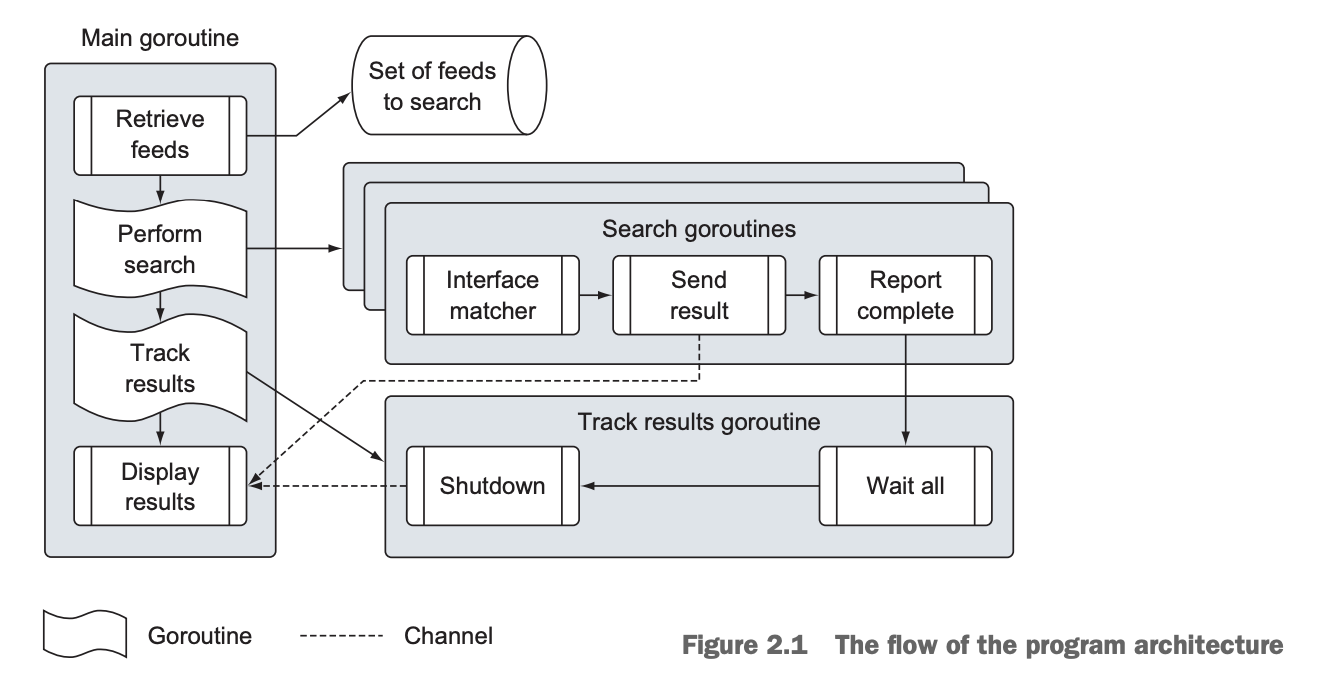 Main goroutine
Retrieve
feeds
Set of feeds
to search
Perform
search
Search goroutines
Interface
matcher
Send
result
Report
complete
Track
results
Track results goroutine
Display
results
Shutdown
Wait all
Goroutine
Channel
Figure 2.1 The flow of the program architecture